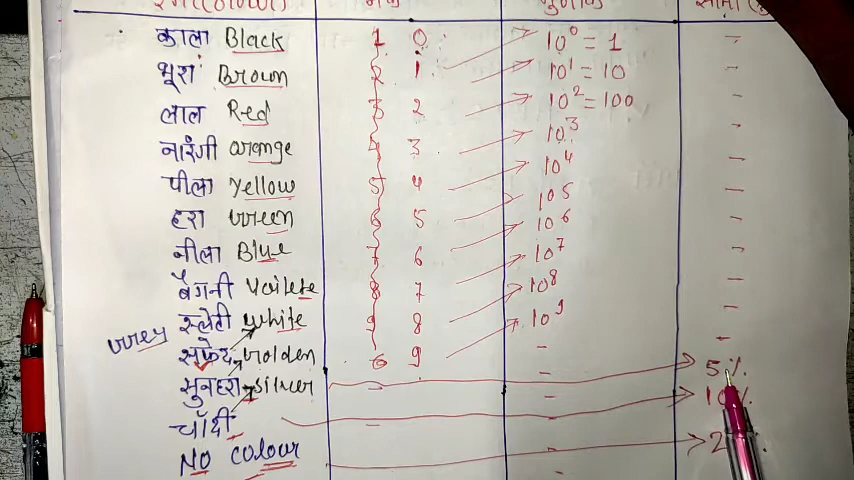 काला Black 1 0 10⁰ = 1 -
भूरा Brown 2 1 10¹ = 10 -
लाल Red 3 2 10² = 100 -
नारंगी orange 4 3 10³ -
पीला Yellow 5 4 10⁴ -
हरा Green 6 5 10⁵ -
नीला Blue 7 6 10⁶ -
बैगनी Voilete 8 7 10⁷ -
Grey स्लेटी White 9 8 10⁸ -
सफेद Golden 6 9 10⁹ -
सुनहरा Silver - - 5%
चाँदी - - 10%
NO colour - 2